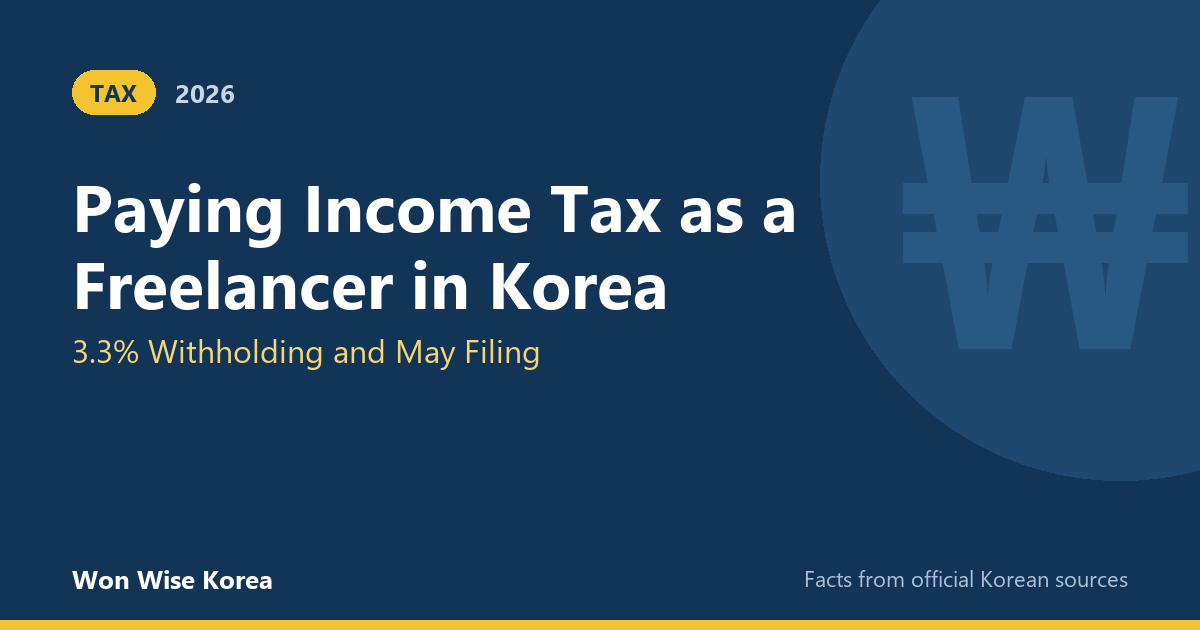 TAX 2026
Paying Income Tax as a
Freelancer in Korea
3.3% Withholding and May Filing
Won Wise Korea
Facts from official Korean sources
₩